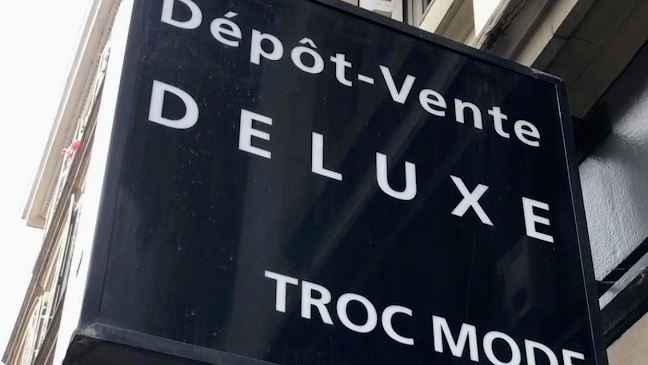 Dépôt-Vente
DELUXE
TROC MODE